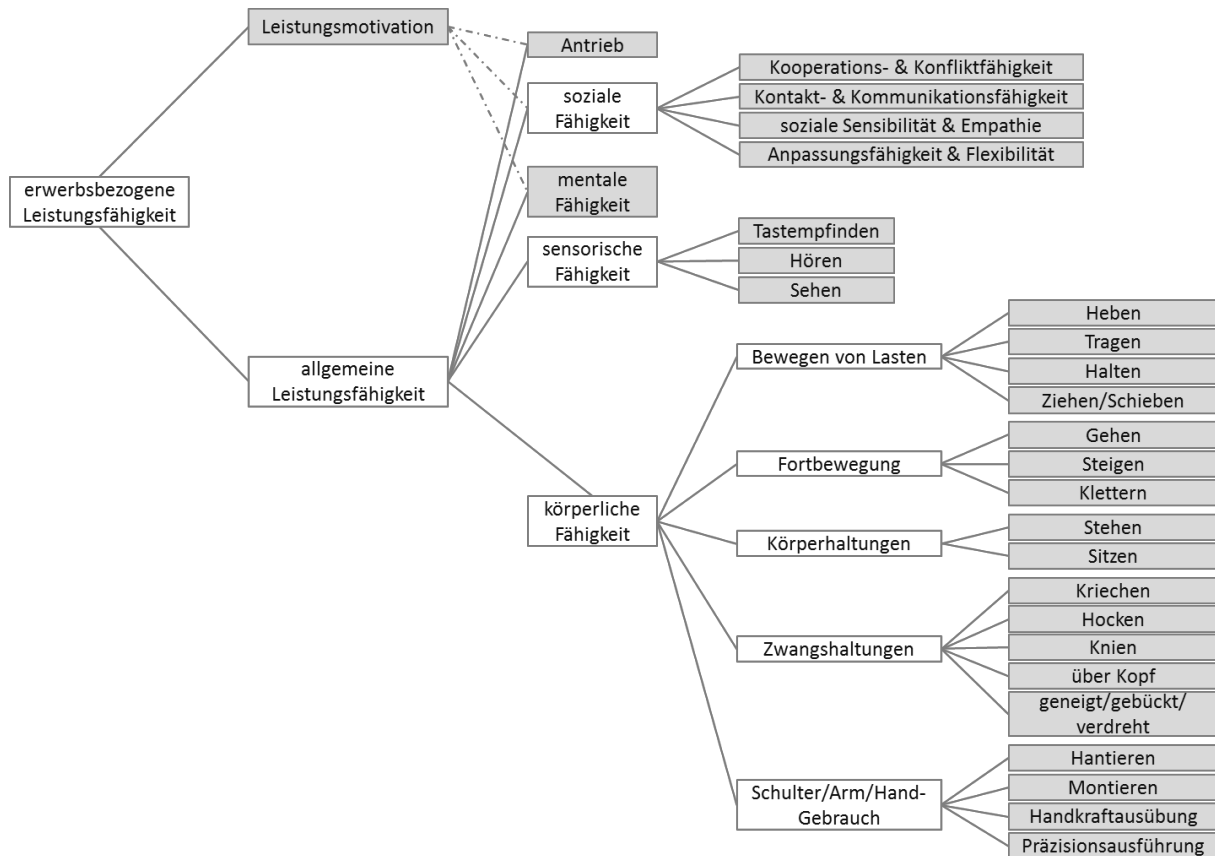 Leistungsmotivation
Antrieb
Kooperations- & Konfliktfähigkeit
soziale
Fähigkeit
Kontakt- & Kommunikationsfähigkeit
soziale Sensibilität & Empathie
Anpassungsfähigkeit & Flexibilität
erwerbsbezogene
Leistungsfähigkeit
mentale
Fähigkeit
sensorische
Fähigkeit
Tastempfinden
Hören
Sehen
allgemeine
Leistungsfähigkeit
Bewegen von Lasten
Heben
Tragen
Halten
Ziehen/Schieben
Fortbewegung
Gehen
Steigen
Klettern
körperliche
Fähigkeit
Körperhaltungen
Stehen
Sitzen
Zwangshaltungen
Kriechen
Hocken
Knien
über Kopf
geneigt/gebückt/
verdreht
Schulter/Arm/Hand-
Gebrauch
Hantieren
Montieren
Handkraftausübung
Präzisionsausführung